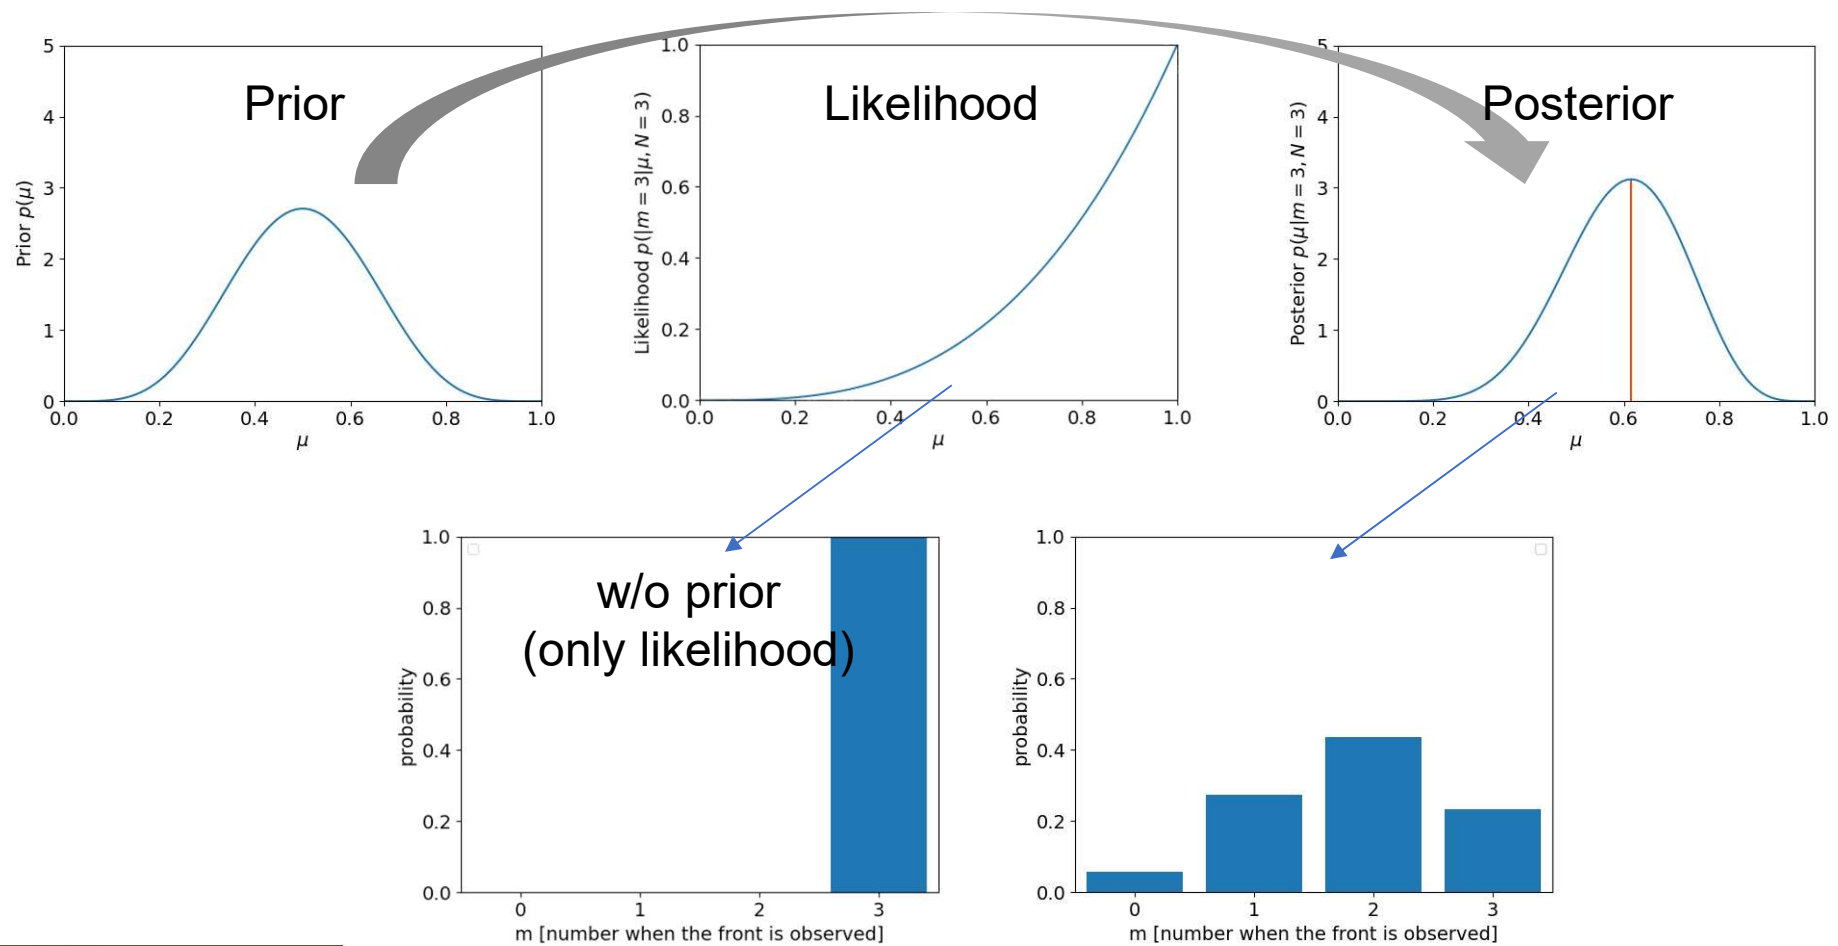 Prior
Prior p(μ)
5
4
3
2
1
0
0.0 0.2 0.4 0.6 0.8 1.0
μ
Likelihood
Likelihood p(|m = 3|μ, N = 3)
1.0
0.8
0.6
0.4
0.2
0.0
0.0 0.2 0.4 0.6 0.8 1.0
μ
Posterior
Posterior p(μ|m = 3, N = 3)
5
4
3
2
1
0
0.0 0.2 0.4 0.6 0.8 1.0
μ
w/o prior
(only likelihood)
probability
1.0
0.8
0.6
0.4
0.2
0.0
0 1 2 3
m [number when the front is observed]
probability
1.0
0.8
0.6
0.4
0.2
0.0
0 1 2 3
m [number when the front is observed]